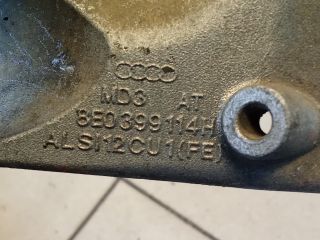 MD3 AT
8E0399114H
ALSI12CU1(FE)